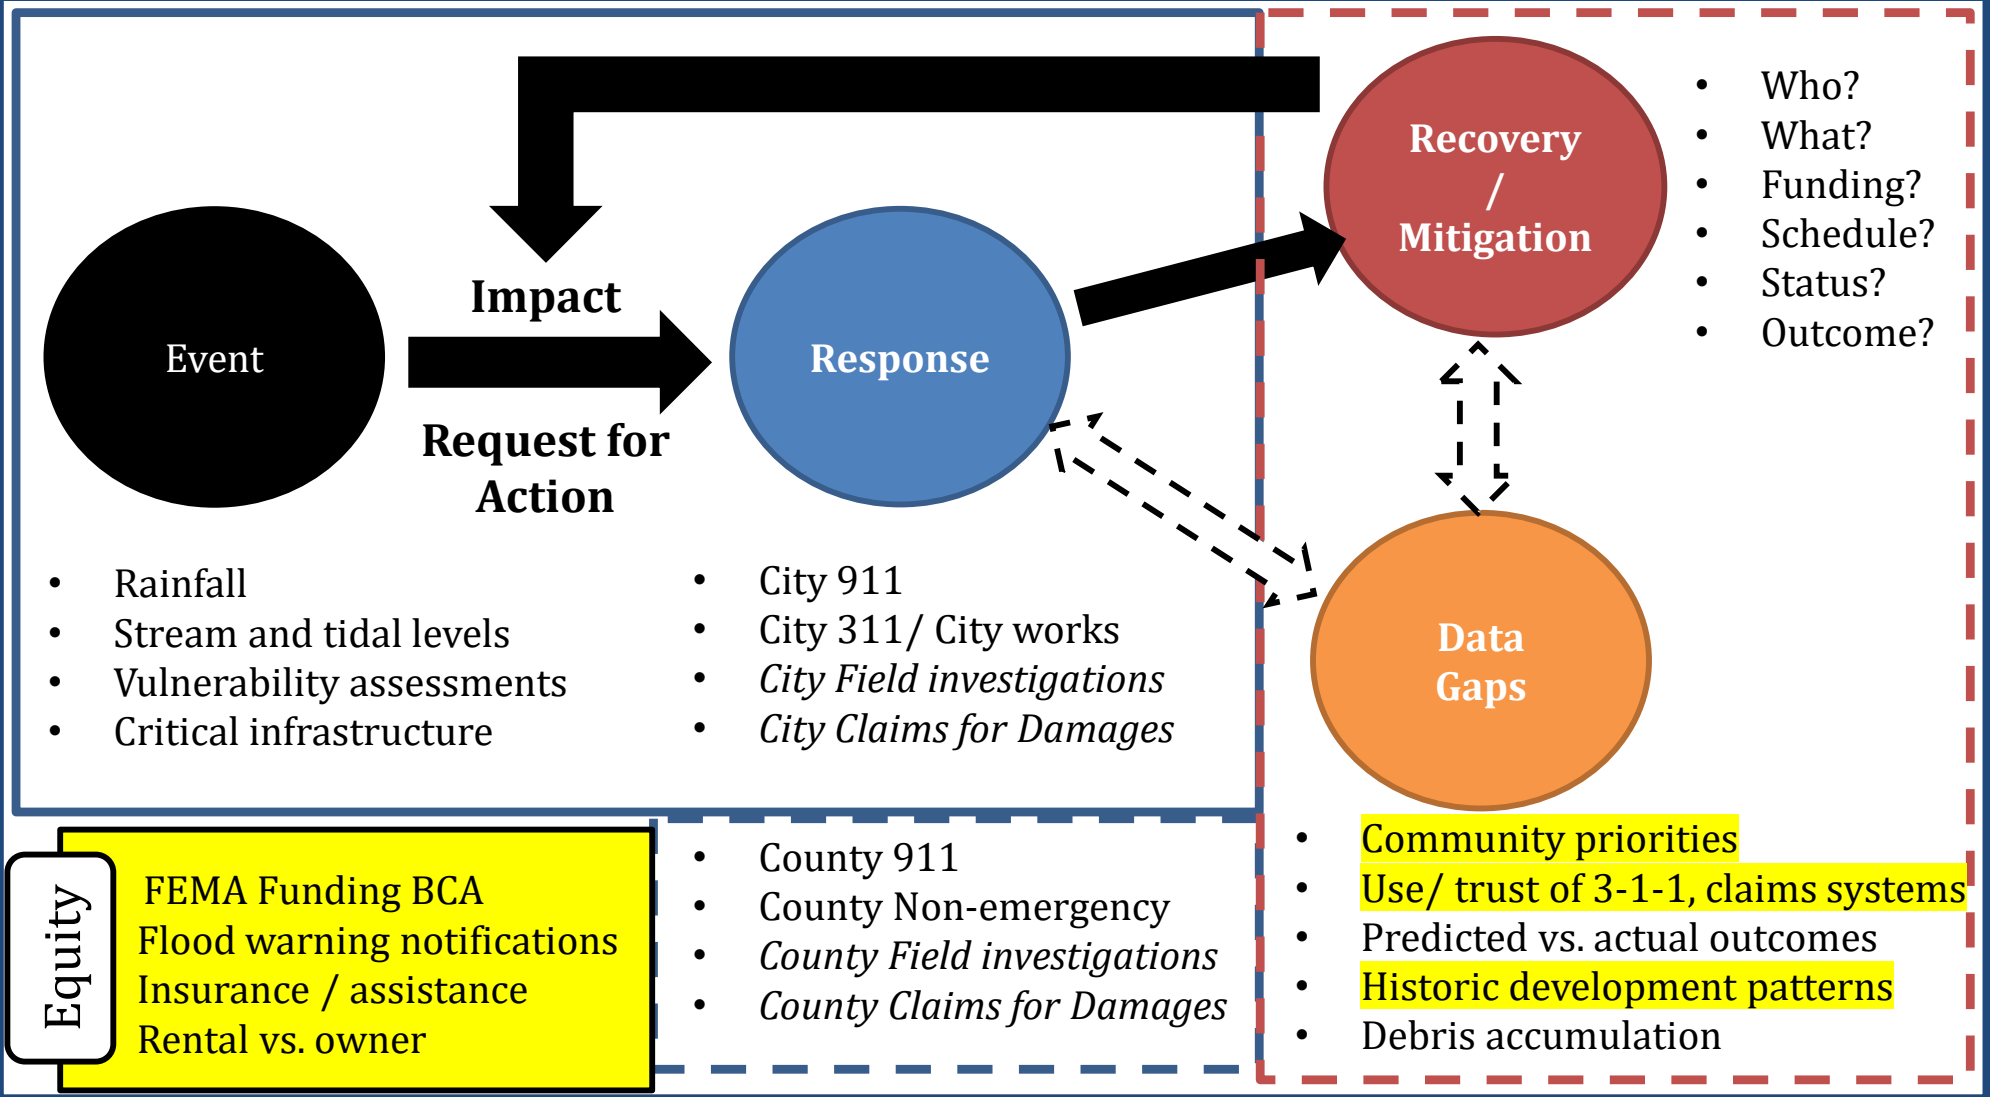 Event
Impact
Request for
Action
Response
Recovery
/
Mitigation
• Who?
• What?
• Funding?
• Schedule?
• Status?
• Outcome?
• Rainfall
• Stream and tidal levels
• Vulnerability assessments
• Critical infrastructure
• City 911
• City 311/ City works
• City Field investigations
• City Claims for Damages
Data
Gaps
Equity
FEMA Funding BCA
Flood warning notifications
Insurance / assistance
Rental vs. owner
• County 911
• County Non-emergency
• County Field investigations
• County Claims for Damages
• Community priorities
• Use/ trust of 3-1-1, claims systems
• Predicted vs. actual outcomes
• Historic development patterns
• Debris accumulation